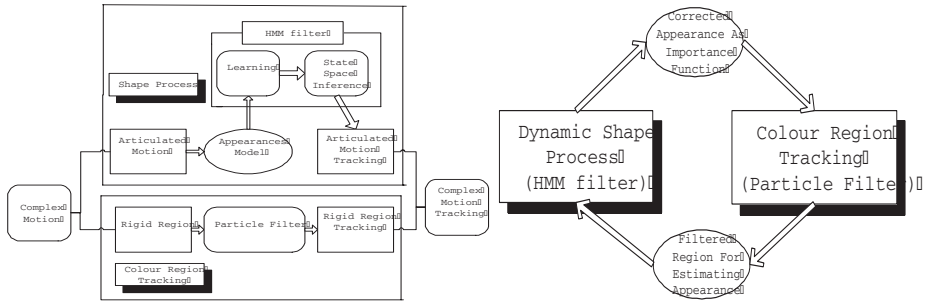 HMM filter
Learning
State
Space
Inference
Shape Process
Articulated
Motion
Appearances
Model
Articulated
Motion
Tracking
Complex
Motion
Complex
Motion
Tracking
Rigid Region
Particle Filter
Rigid Region
Tracking
Colour Region
Tracking
Corrected
Appearance As
Importance
Function
Dynamic Shape
Process
(HMM filter)
Colour Region
Tracking
(Particle Filter)
Filtered
Region For
Estimating
Appearance